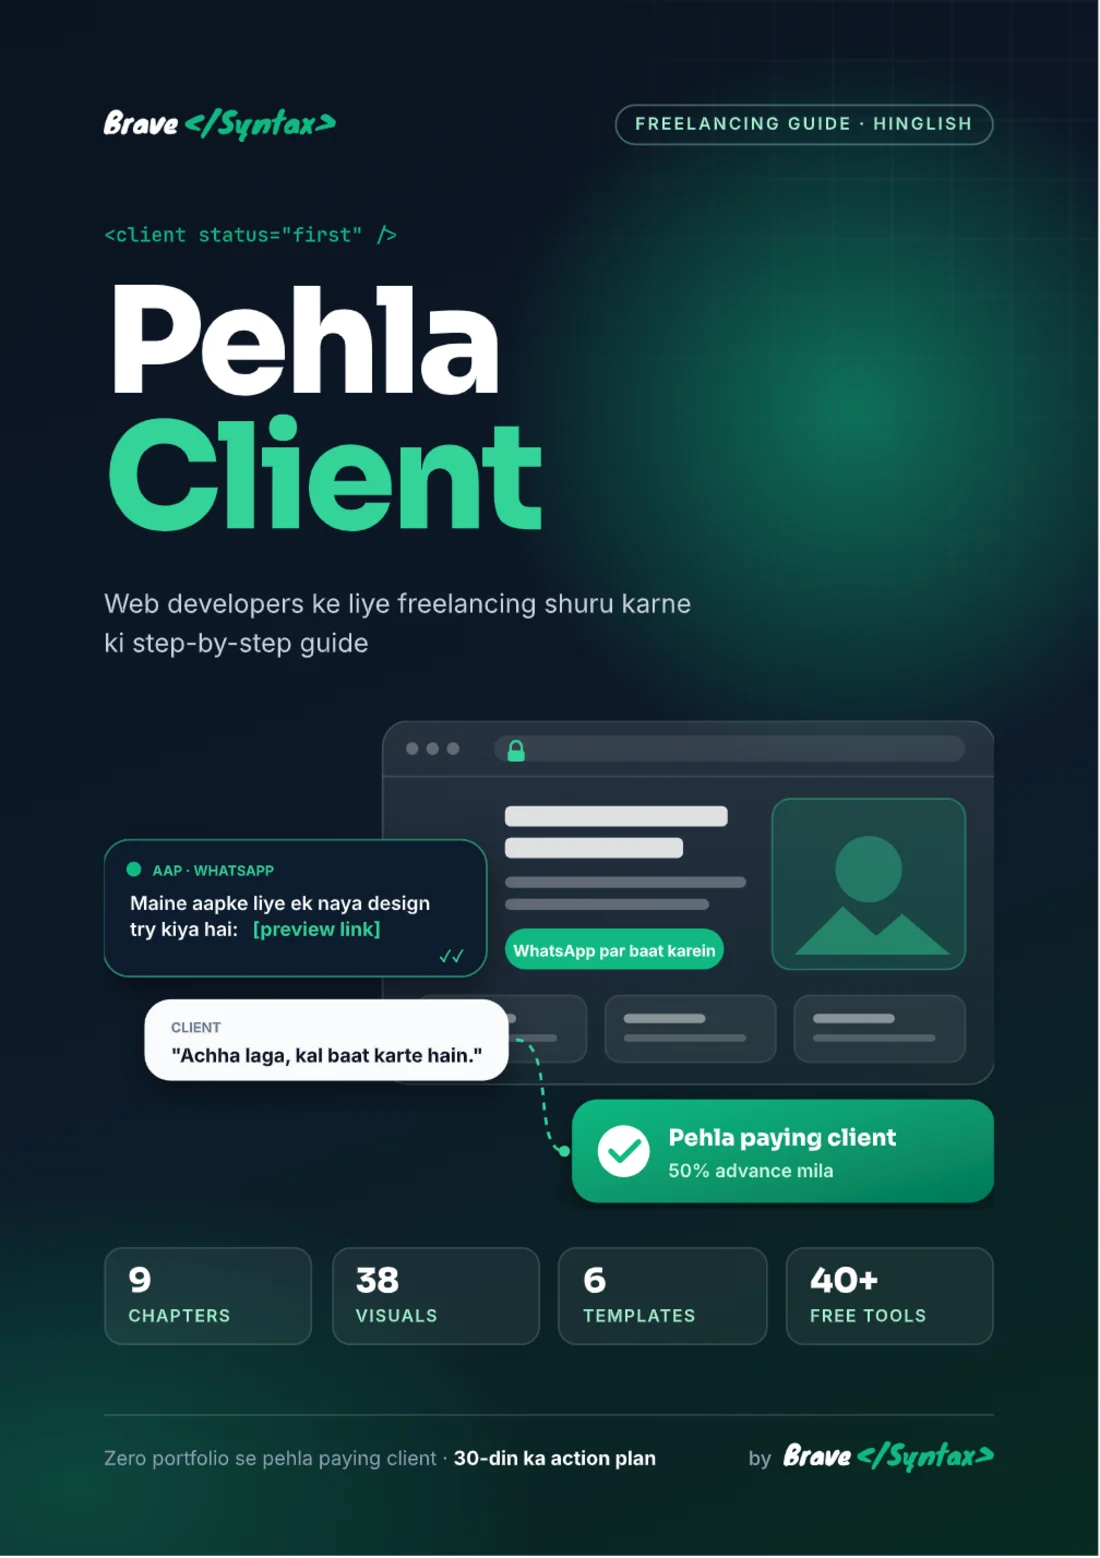 Brave </Syntax>
FREELANCING GUIDE · HINGLISH
<client status="first" />
Pehla
Client
Web developers ke liye freelancing shuru karne
ki step-by-step guide
AAP · WHATSAPP
Maine aapke liye ek naya design
try kiya hai: [preview link]
WhatsApp par baat karein
CLIENT
"Achha laga, kal baat karte hain."
Pehla paying client
50% advance mila
9
CHAPTERS
38
VISUALS
6
TEMPLATES
40+
FREE TOOLS
Zero portfolio se pehla paying client · 30-din ka action plan
by Brave </Syntax>